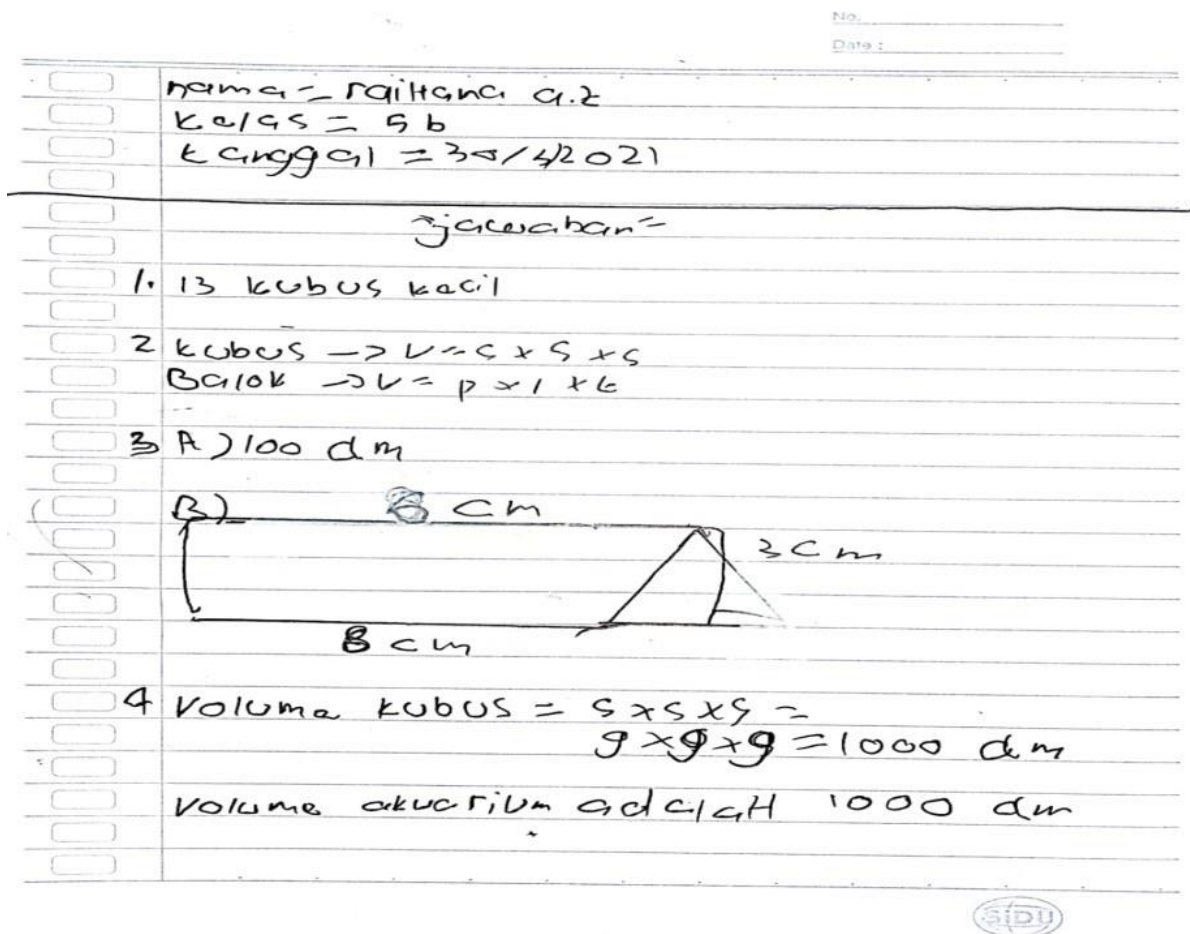 No.
Date :
nama = raiHana a.z
kelas = 5 b
tanggal = 30/4/2021
=jawaban=
1. 13 kubus kecil
2 kubus -> V = s x s x s
Balok -> V = p x l x t
3 A) 100 dm
B) 8 cm
3 cm
8 cm
4 Volume kubus = s x s x s =
9 x 9 x 9 = 1000 dm
volume akuarium adalaH 1000 dm
SiDU